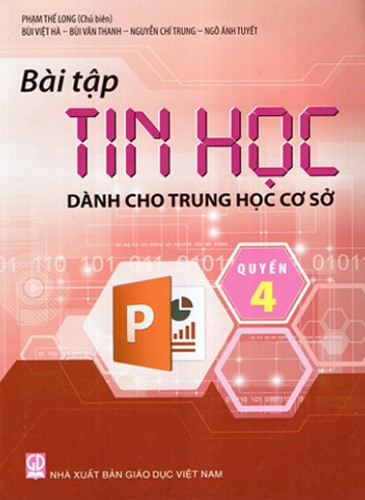 PHẠM THẾ LONG (Chủ biên)
BÙI VIỆT HÀ – BÙI VĂN THANH – NGUYỄN CHÍ TRUNG – NGÔ ÁNH TUYẾT
Bài tập
TIN HỌC
DÀNH CHO TRUNG HỌC CƠ SỞ
QUYỂN
4
P
NHÀ XUẤT BẢN GIÁO DỤC VIỆT NAM